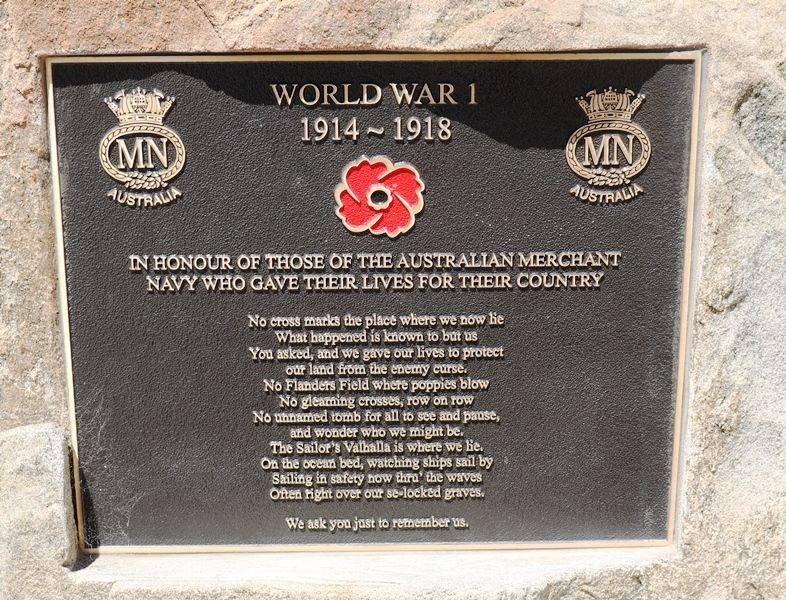 WORLD WAR 1
1914 ~ 1918
MN
AUSTRALIA
MN
AUSTRALIA
IN HONOUR OF THOSE OF THE AUSTRALIAN MERCHANT
NAVY WHO GAVE THEIR LIVES FOR THEIR COUNTRY
No cross marks the place where we now lie
What happened is known to but us
You asked, and we gave our lives to protect
our land from the enemy curse.
No Flanders Field where poppies blow
No gleaming crosses, row on row
No unnamed tomb for all to see and pause,
and wonder who we might be.
The Sailor's Valhalla is where we lie.
On the ocean bed, watching ships sail by
Sailing in safety now thru' the waves
Often right over our se-locked graves.
We ask you just to remember us.